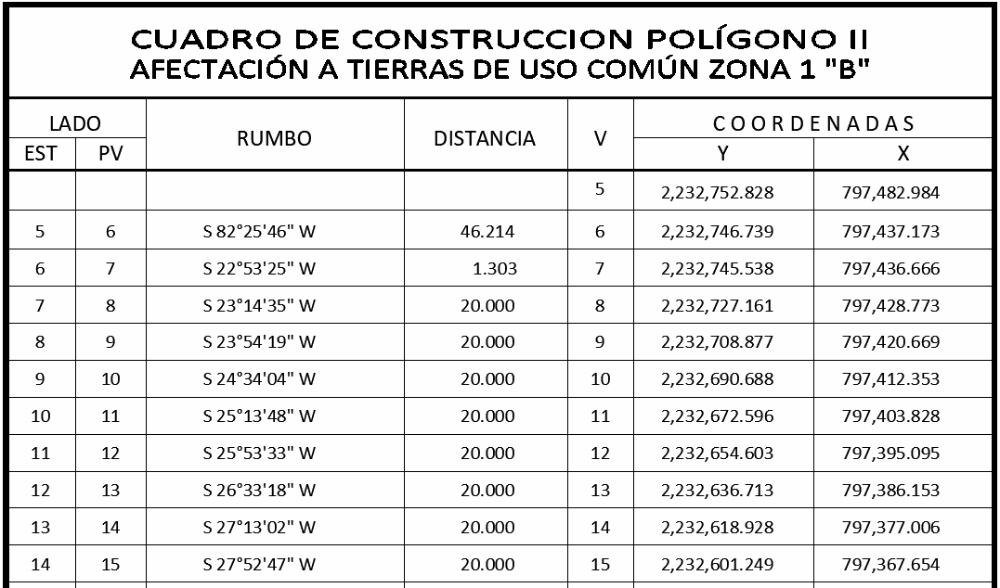 CUADRO DE CONSTRUCCION POLÍGONO II
AFECTACIÓN A TIERRAS DE USO COMÚN ZONA 1 "B"
LADO RUMBO DISTANCIA V COORDENADAS
EST PV Y X
5 2,232,752.828 797,482.984
5 6 S 82°25'46" W 46.214 6 2,232,746.739 797,437.173
6 7 S 22°53'25" W 1.303 7 2,232,745.538 797,436.666
7 8 S 23°14'35" W 20.000 8 2,232,727.161 797,428.773
8 9 S 23°54'19" W 20.000 9 2,232,708.877 797,420.669
9 10 S 24°34'04" W 20.000 10 2,232,690.688 797,412.353
10 11 S 25°13'48" W 20.000 11 2,232,672.596 797,403.828
11 12 S 25°53'33" W 20.000 12 2,232,654.603 797,395.095
12 13 S 26°33'18" W 20.000 13 2,232,636.713 797,386.153
13 14 S 27°13'02" W 20.000 14 2,232,618.928 797,377.006
14 15 S 27°52'47" W 20.000 15 2,232,601.249 797,367.654